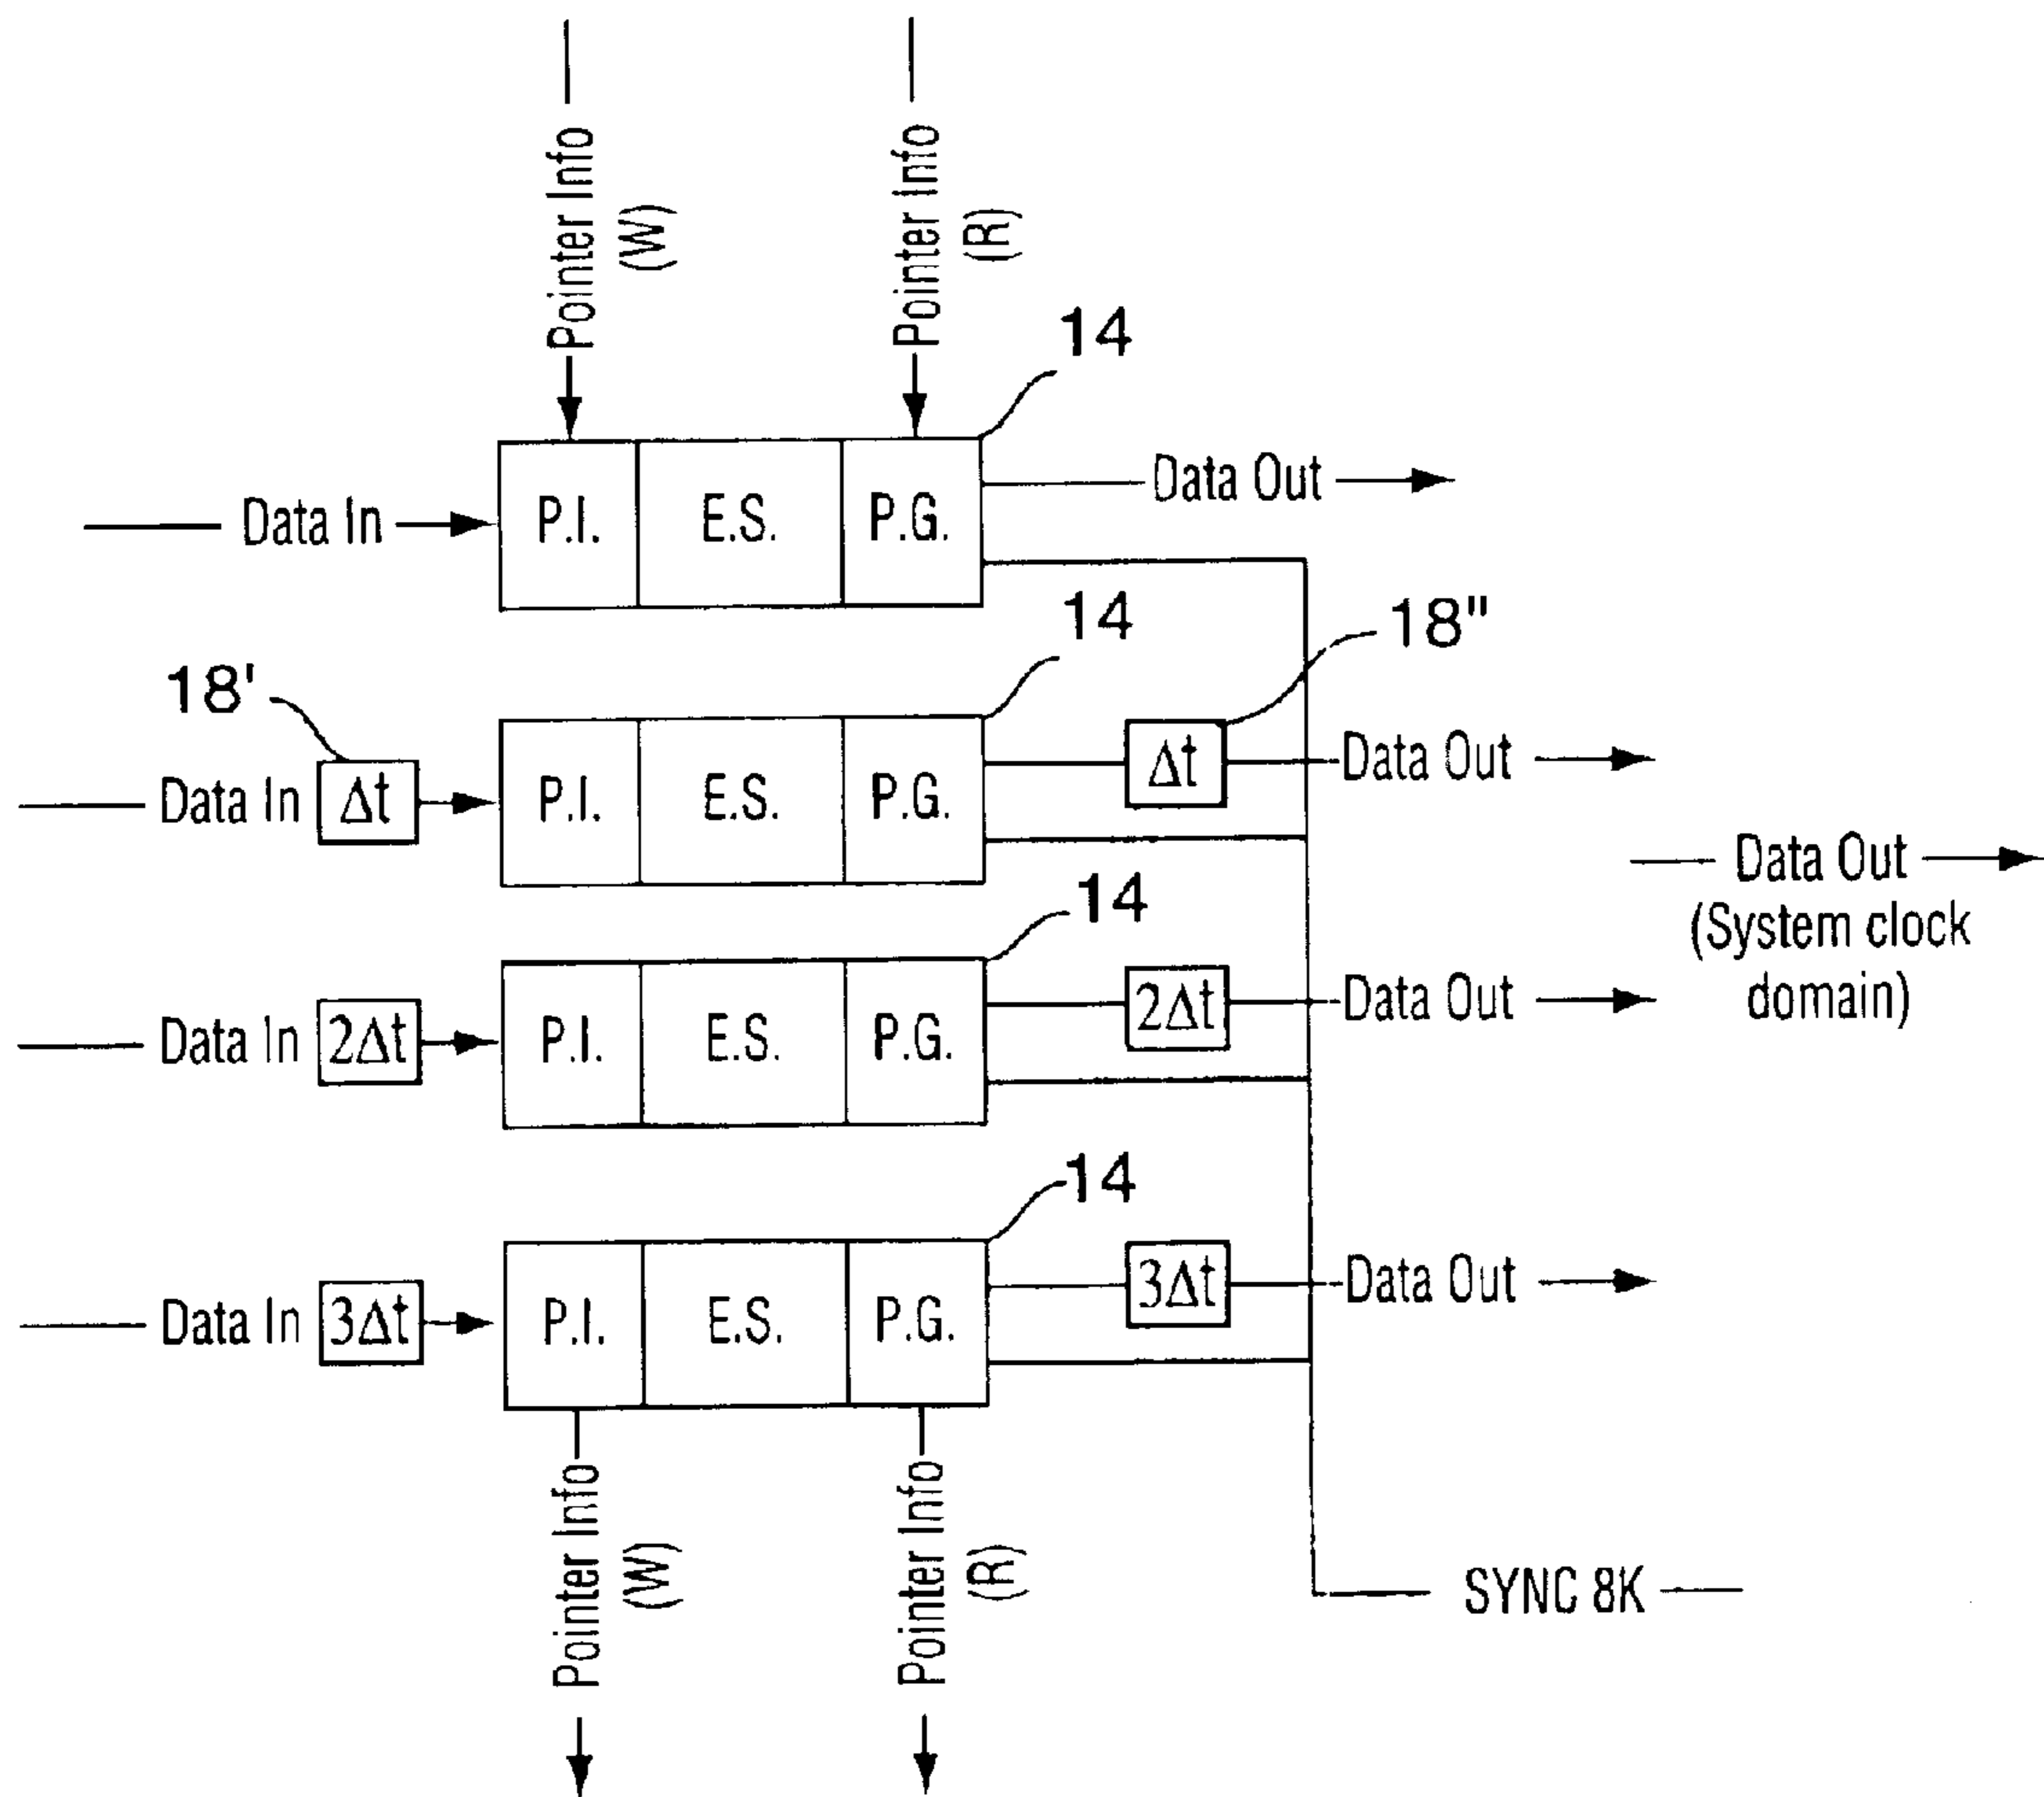 Pointer Info
(W)
Pointer Info
(R)
14
Data In
P.I.
E.S.
P.G.
Data Out
14
18"
18'
Data In
Δt
P.I.
E.S.
P.G.
Δt
Data Out
Data Out
(System clock
domain)
14
Data In
2Δt
P.I.
E.S.
P.G.
2Δt
Data Out
14
Data In
3Δt
P.I.
E.S.
P.G.
3Δt
Data Out
Pointer Info
(W)
Pointer Info
(R)
SYNC 8K